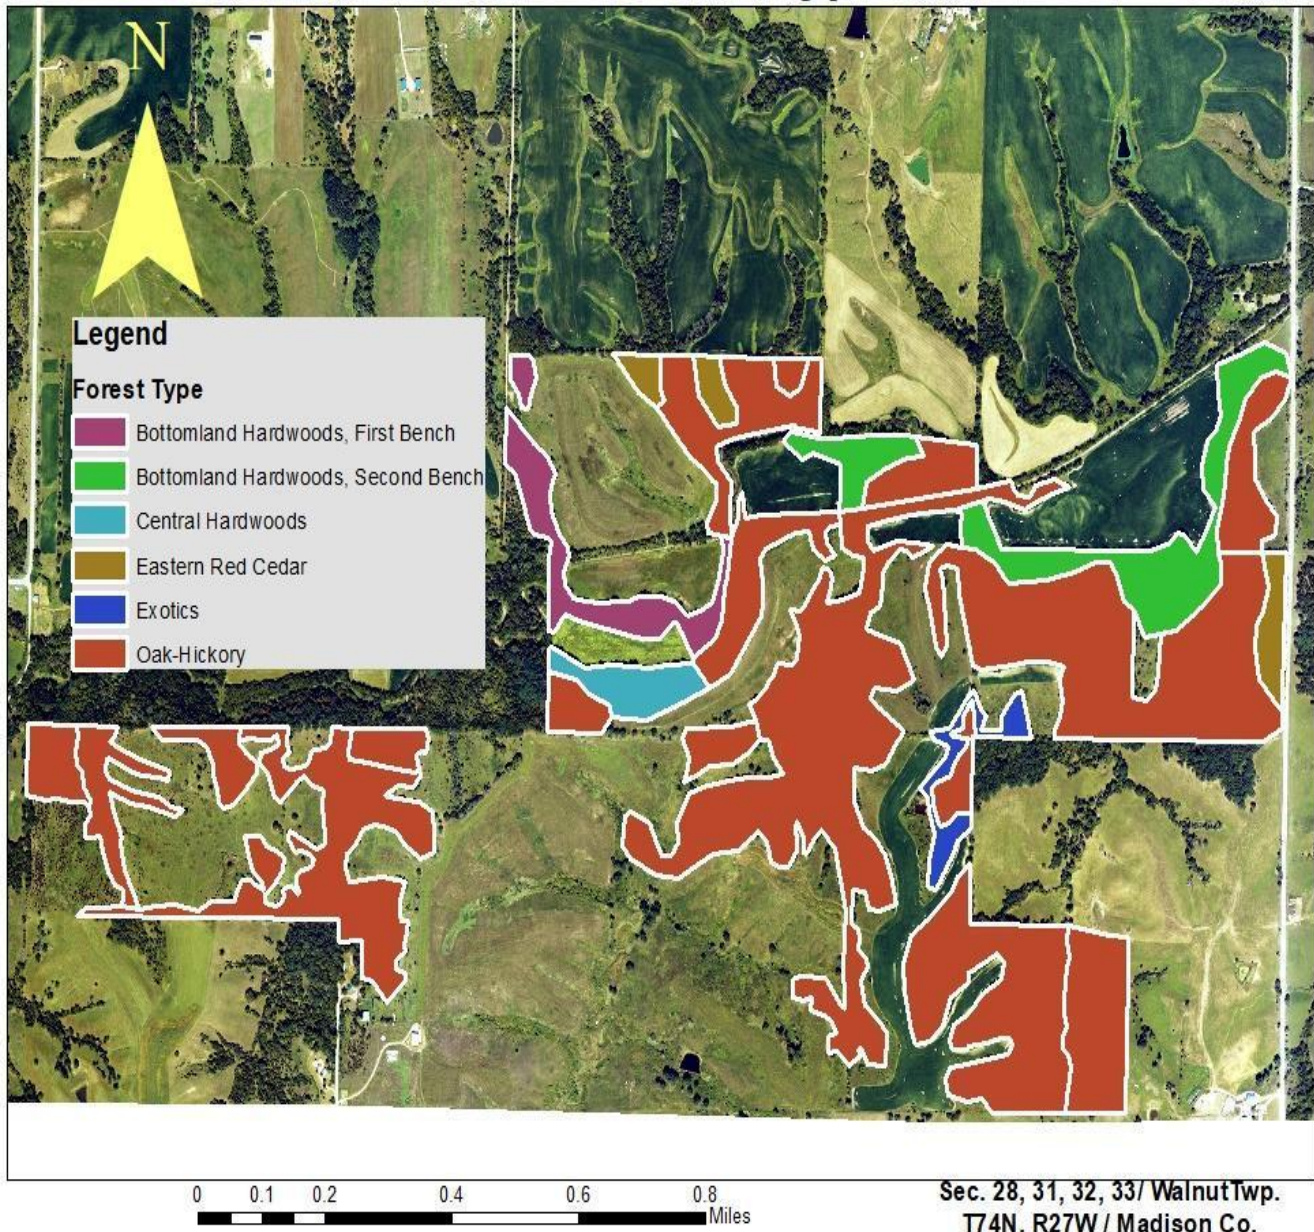 N
Legend
Forest Type
Bottomland Hardwoods, First Bench
Bottomland Hardwoods, Second Bench
Central Hardwoods
Eastern Red Cedar
Exotics
Oak-Hickory
0 0.1 0.2 0.4 0.6 0.8
Miles
Sec. 28, 31, 32, 33/ WalnutTwp.
T74N, R27W / Madison Co.